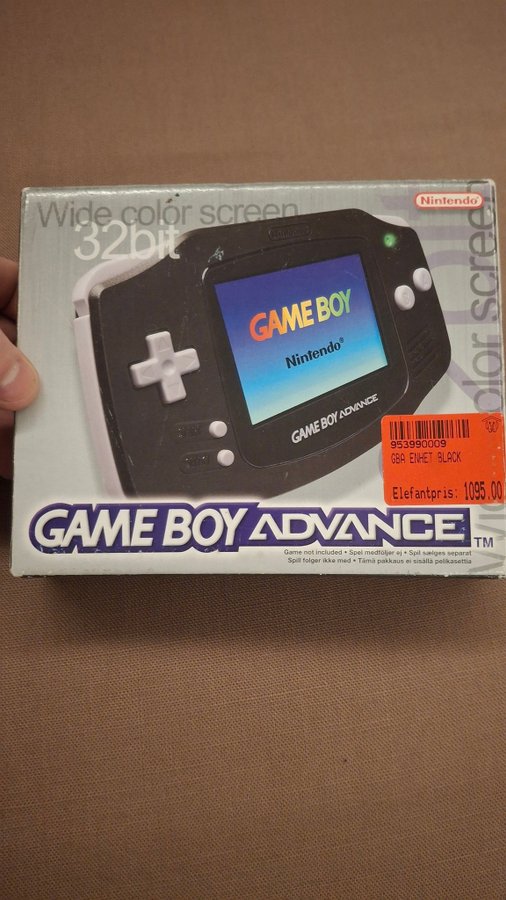 Wide color screen
32bit
Nintendo®
Wide color screen
GAME BOY
Nintendo®
GAME BOY ADVANCE
953990009
GBA ENHET BLACK
Elefantpris: 1095.00
GAME BOY ADVANCE™
Game not included • Spel medföljer ej • Spil sælges separat
Spill følger ikke med • Tämä pakkaus ei sisällä pelikasettia